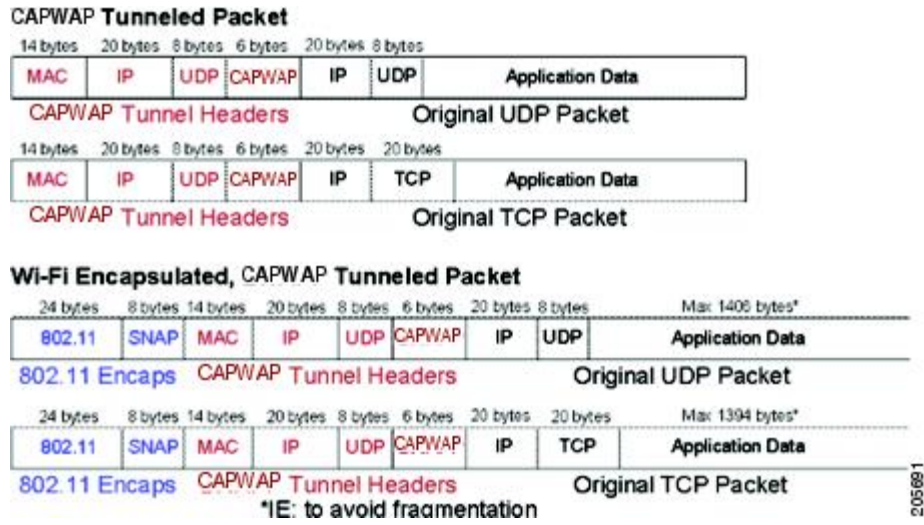 CAPWAP Tunneled Packet
14 bytes 20 bytes 8 bytes 6 bytes 20 bytes 8 bytes
MAC IP UDP CAPWAP IP UDP Application Data
CAPWAP Tunnel Headers Original UDP Packet
14 bytes 20 bytes 8 bytes 6 bytes 20 bytes 20 bytes
MAC IP UDP CAPWAP IP TCP Application Data
CAPWAP Tunnel Headers Original TCP Packet
Wi-Fi Encapsulated, CAPWAP Tunneled Packet
24 bytes 8 bytes 14 bytes 20 bytes 8 bytes 6 bytes 20 bytes 8 bytes Max 1406 bytes*
802.11 SNAP MAC IP UDP CAPWAP IP UDP Application Data
802.11 Encaps CAPWAP Tunnel Headers Original UDP Packet
24 bytes 8 bytes 14 bytes 20 bytes 8 bytes 6 bytes 20 bytes 20 bytes Max 1394 bytes*
802.11 SNAP MAC IP UDP CAPWAP IP TCP Application Data
802.11 Encaps CAPWAP Tunnel Headers Original TCP Packet
*IE: to avoid fragmentation
205691